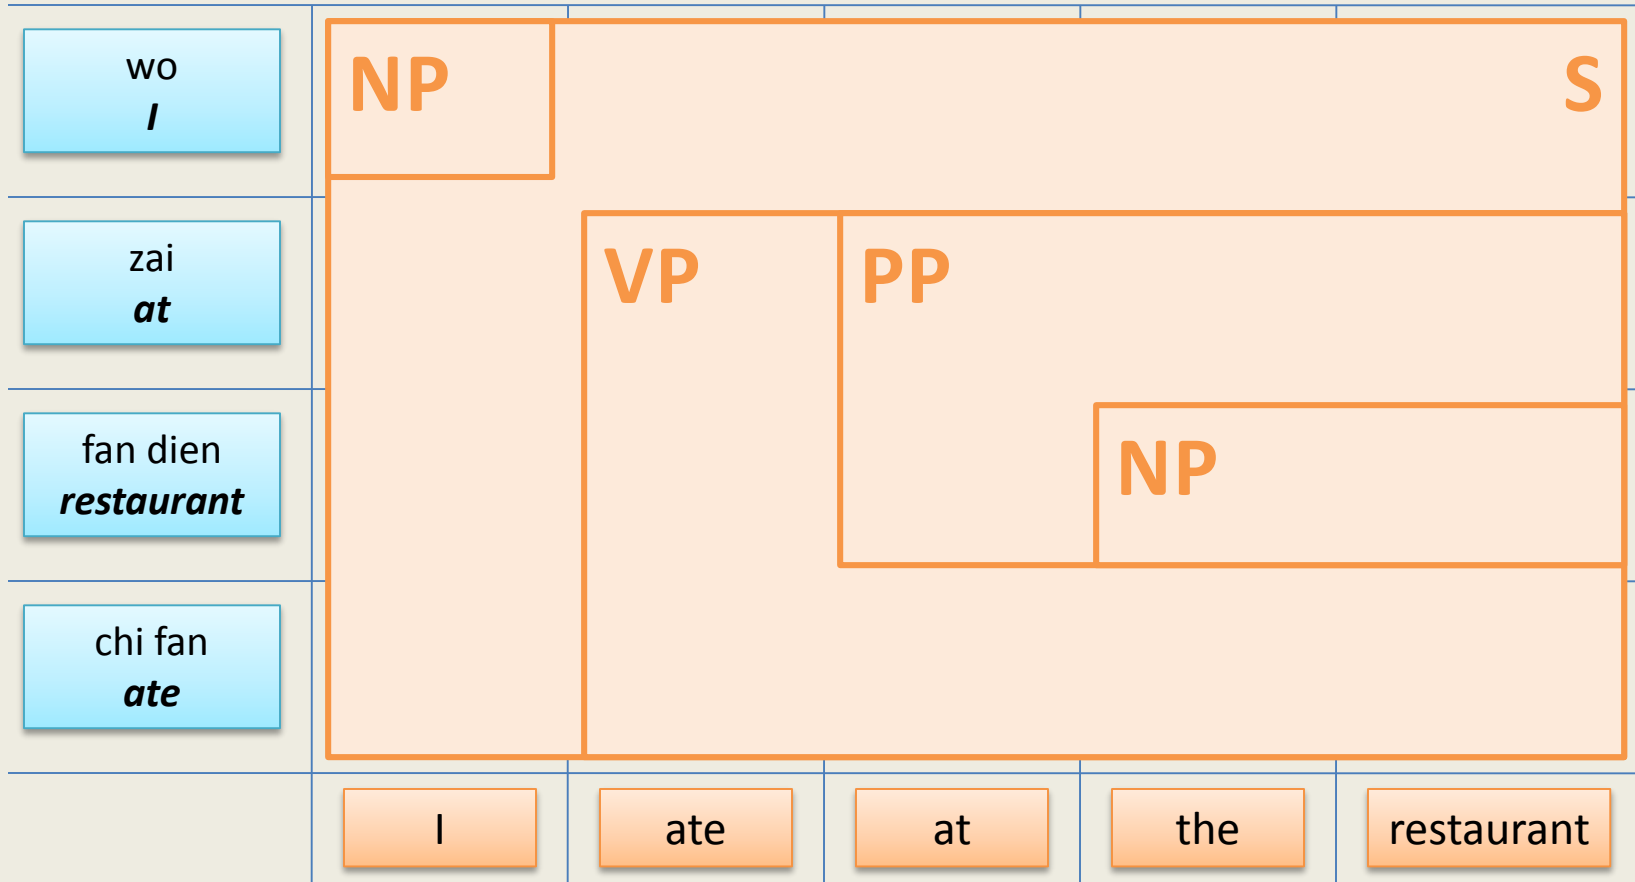 wo
I
NP
S
zai
at
VP
PP
fan dien
restaurant
NP
chi fan
ate
I
ate
at
the
restaurant